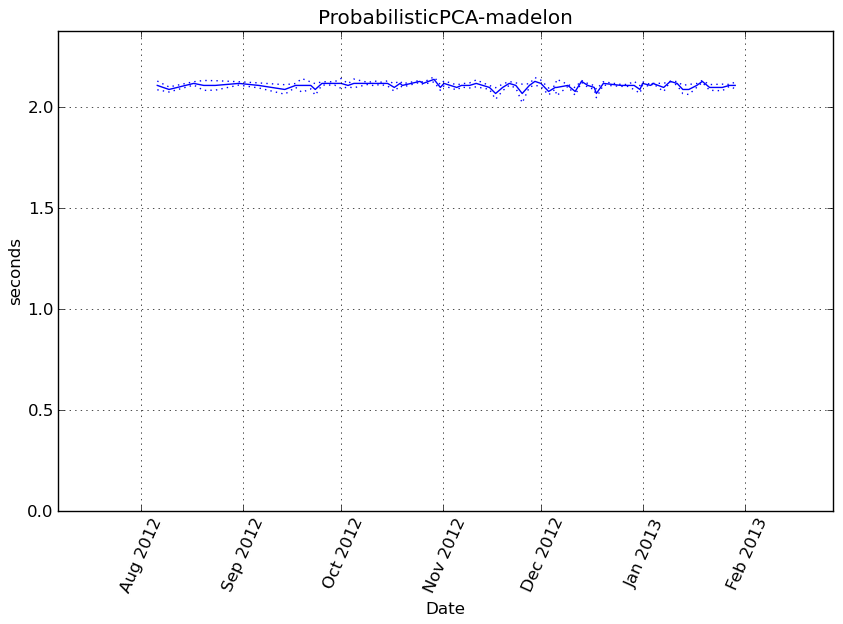 ProbabilisticPCA-madelon
seconds
2.0
1.5
1.0
0.5
0.0
Aug 2012
Sep 2012
Oct 2012
Nov 2012
Dec 2012
Jan 2013
Feb 2013
Date